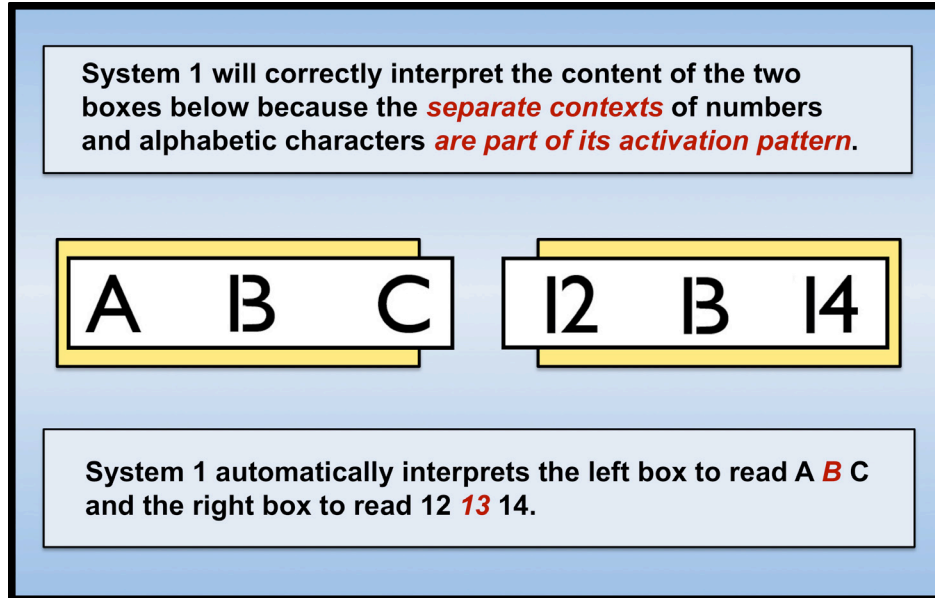 System 1 will correctly interpret the content of the two
boxes below because the separate contexts of numbers
and alphabetic characters are part of its activation pattern.
A B C 12 13 14
System 1 automatically interprets the left box to read A B C
and the right box to read 12 13 14.